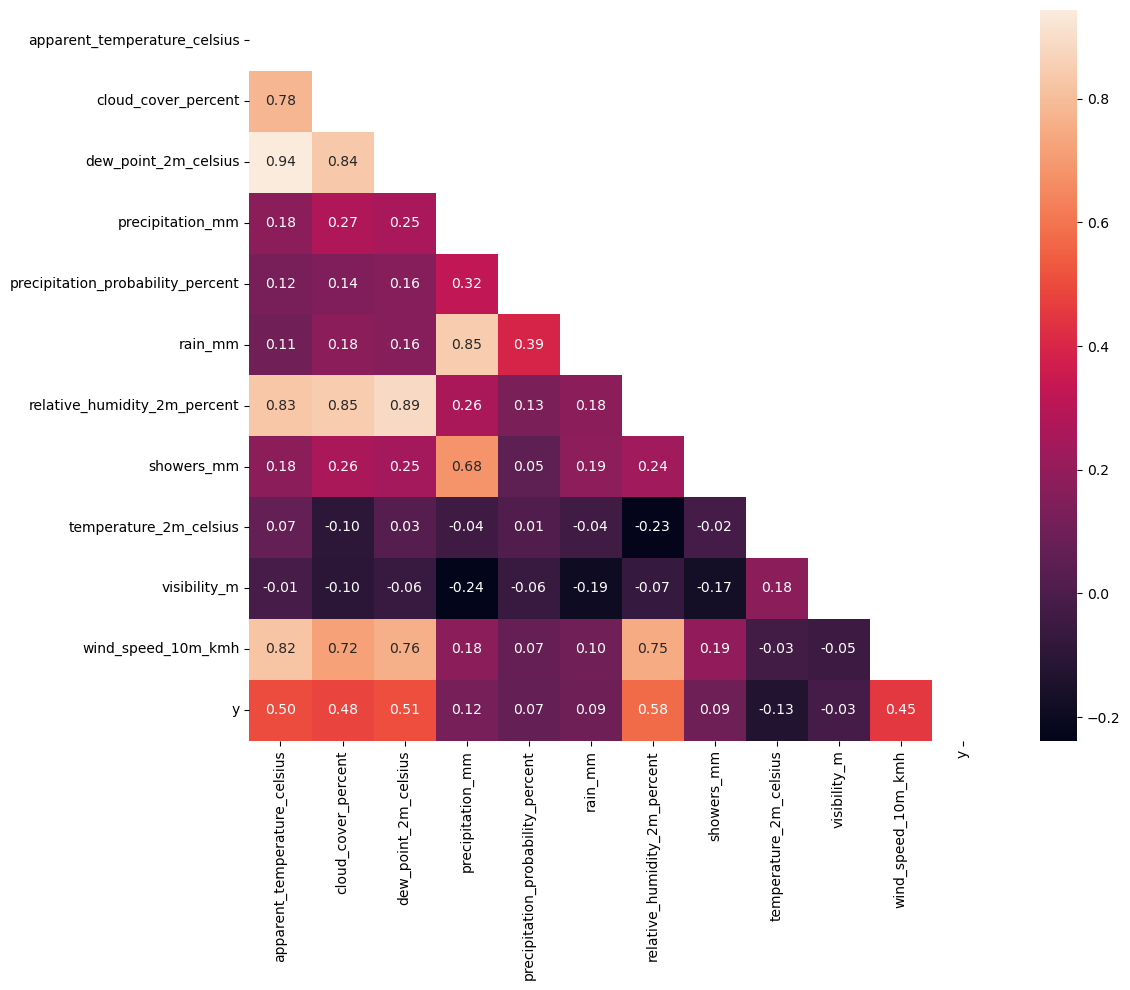 apparent_temperature_celsius
cloud_cover_percent 0.78
dew_point_2m_celsius 0.94 0.84
precipitation_mm 0.18 0.27 0.25
precipitation_probability_percent 0.12 0.14 0.16 0.32
rain_mm 0.11 0.18 0.16 0.85 0.39
relative_humidity_2m_percent 0.83 0.85 0.89 0.26 0.13 0.18
showers_mm 0.18 0.26 0.25 0.68 0.05 0.19 0.24
temperature_2m_celsius 0.07 -0.10 0.03 -0.04 0.01 -0.04 -0.23 -0.02
visibility_m -0.01 -0.10 -0.06 -0.24 -0.06 -0.19 -0.07 -0.17 0.18
wind_speed_10m_kmh 0.82 0.72 0.76 0.18 0.07 0.10 0.75 0.19 -0.03 -0.05
y 0.50 0.48 0.51 0.12 0.07 0.09 0.58 0.09 -0.13 -0.03 0.45
apparent_temperature_celsius
cloud_cover_percent
dew_point_2m_celsius
precipitation_mm
precipitation_probability_percent
rain_mm
relative_humidity_2m_percent
showers_mm
temperature_2m_celsius
visibility_m
wind_speed_10m_kmh
y
0.8
0.6
0.4
0.2
0.0
−0.2